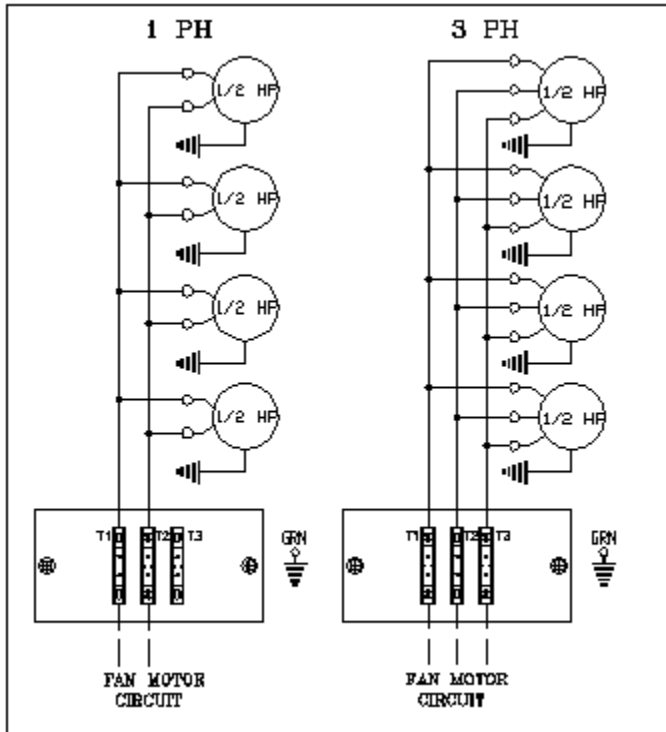 1 PH
1/2 HP
1/2 HP
1/2 HP
1/2 HP
T1 T2 T3
GRN
FAN MOTOR
CIRCUIT
3 PH
1/2 HP
1/2 HP
1/2 HP
1/2 HP
T1 T2 T3
GRN
FAN MOTOR
CIRCUIT